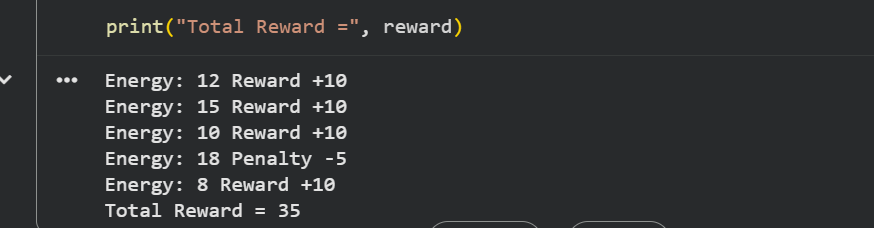 print("Total Reward =", reward)
Energy: 12 Reward +10
Energy: 15 Reward +10
Energy: 10 Reward +10
Energy: 18 Penalty -5
Energy: 8 Reward +10
Total Reward = 35